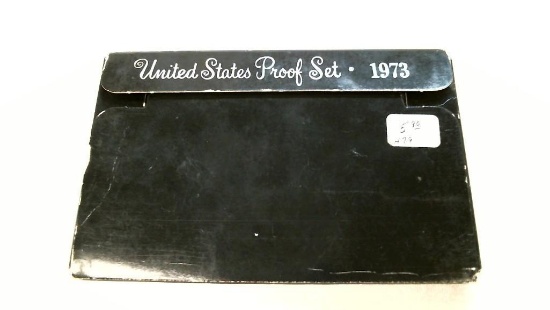 United States Proof Set · 1973